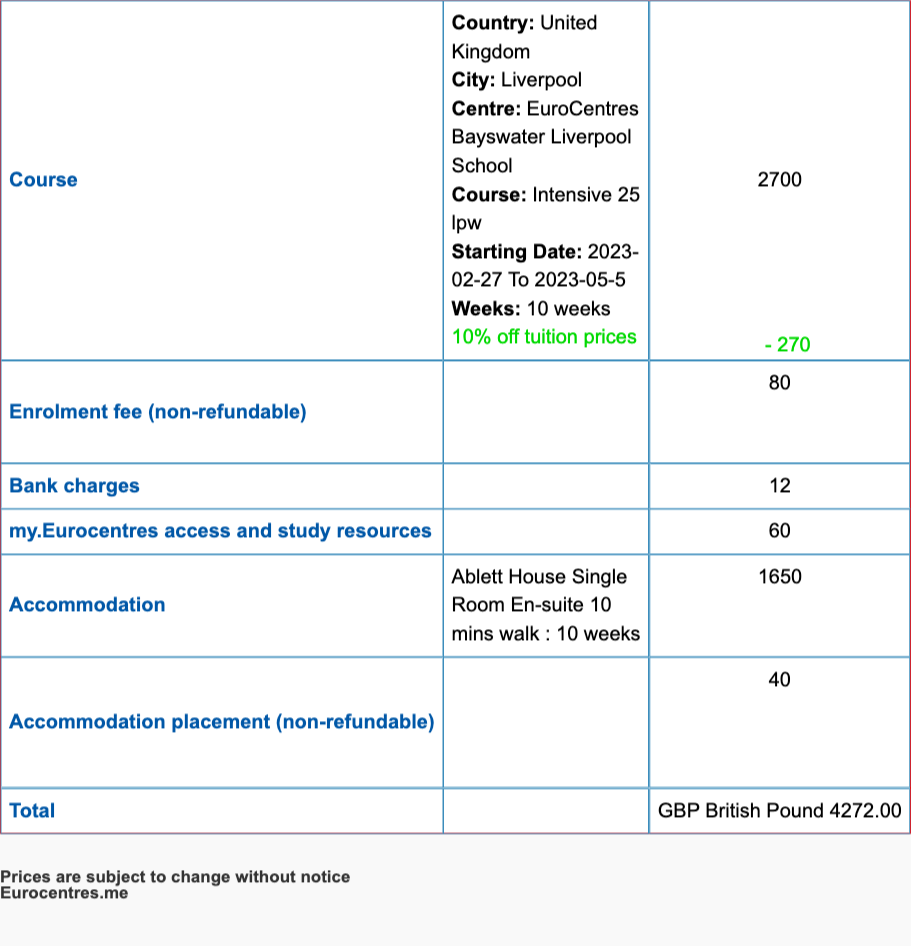 Country: United
Kingdom
City: Liverpool
Centre: EuroCentres
Bayswater Liverpool
School
Course
2700
Course: Intensive 25
lpw
Starting Date: 2023-
02-27 To 2023-05-5
Weeks: 10 weeks
10% off tuition prices
- 270
Enrolment fee (non-refundable)
80
Bank charges
12
my.Eurocentres access and study resources
60
Accommodation
Ablett House Single
Room En-suite 10
mins walk : 10 weeks
1650
Accommodation placement (non-refundable)
40
Total
GBP British Pound 4272.00
Prices are subject to change without notice
Eurocentres.me